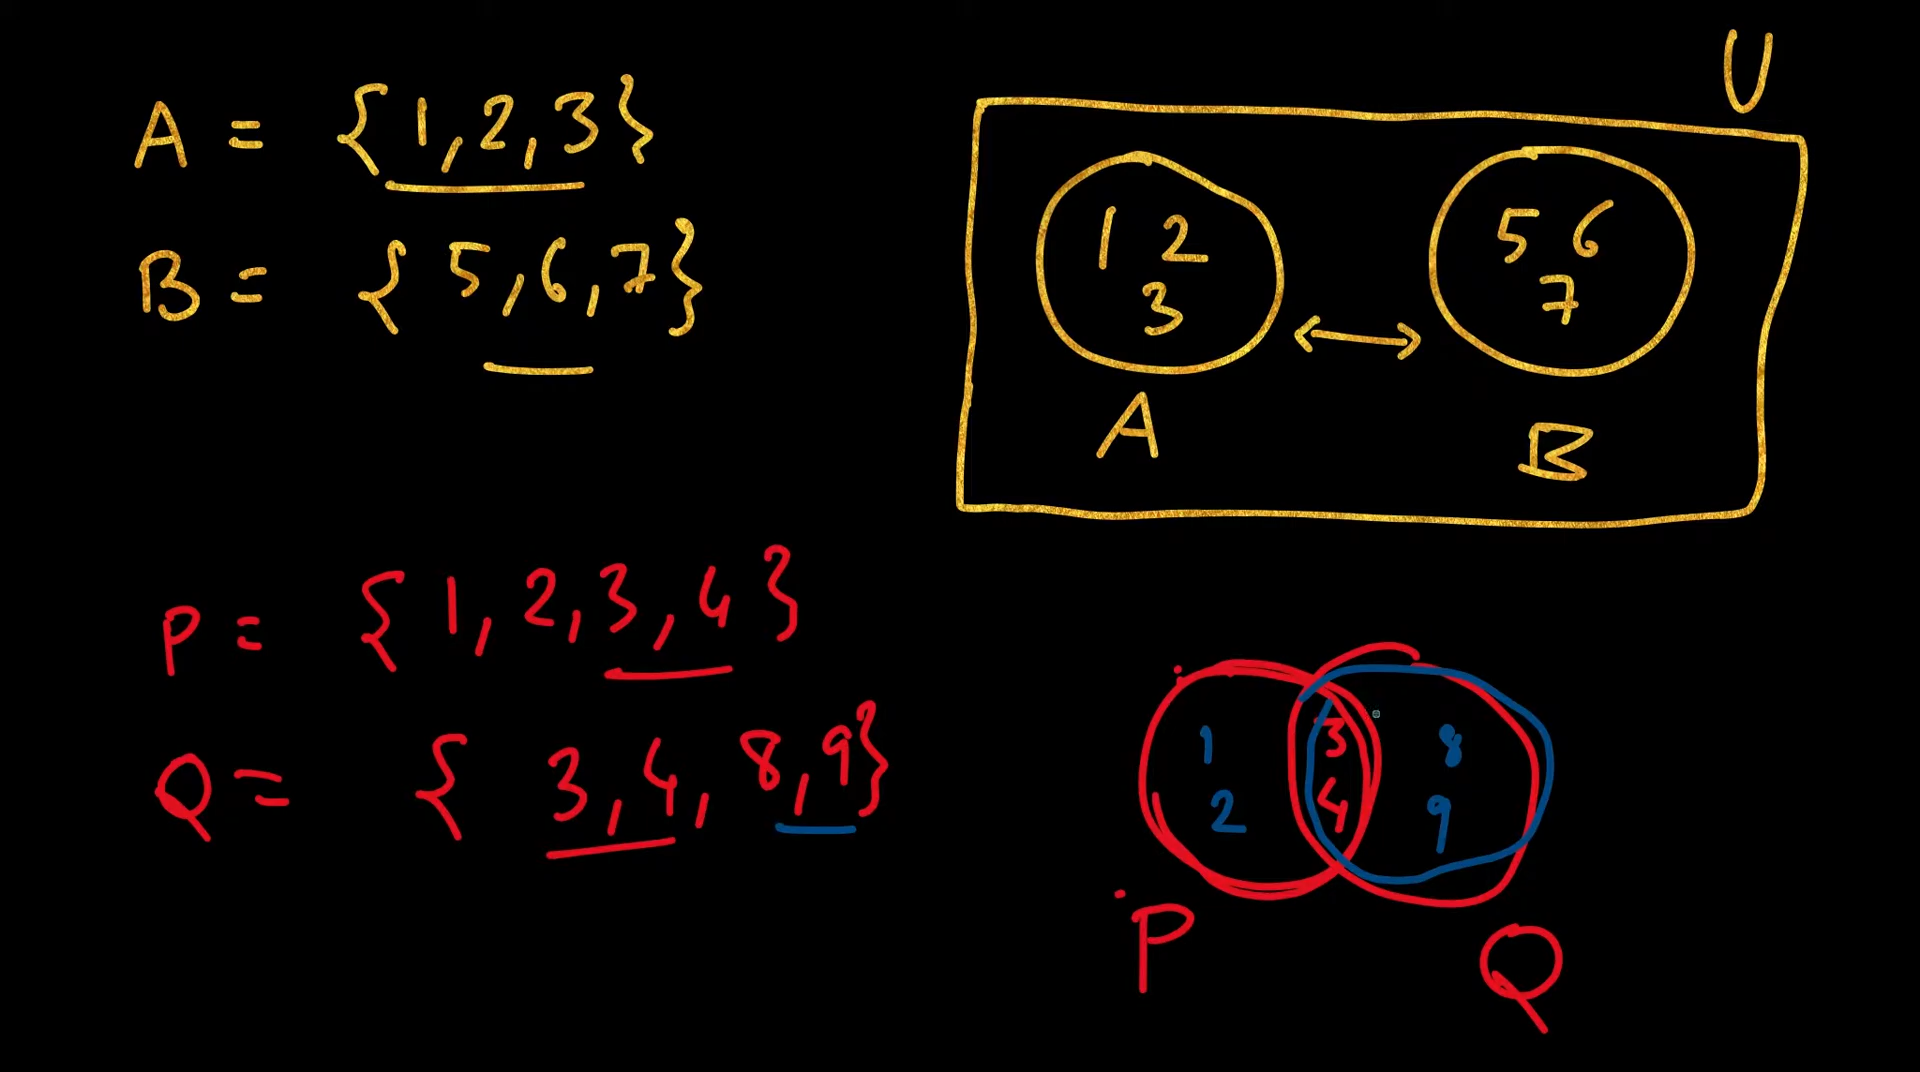 A = {1, 2, 3}
B = {5, 6, 7}
U
1 2
3
A
5 6
7
B
P = {1, 2, 3, 4}
Q = {3, 4, 8, 9}
1 3 8
2 4 9
P
Q